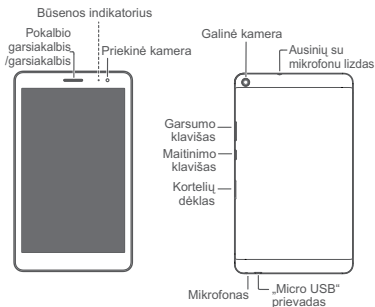 Būsenos indikatorius
Pokalbio
garsiakalbis
/garsiakalbis
Priekinė kamera
Galinė kamera
Ausinių su
mikrofonu lizdas
Garsumo
klavišas
Maitinimo
klavišas
Kortelių
dėklas
Mikrofonas
„Micro USB“
prievadas